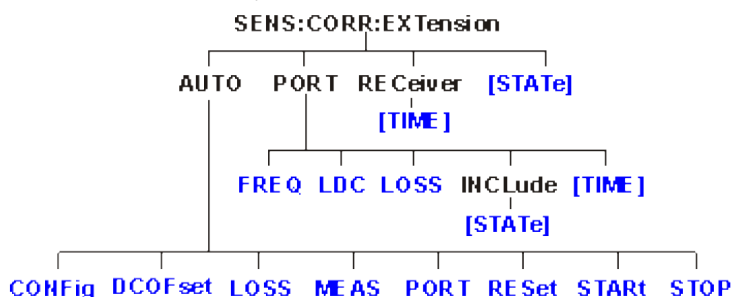 SENS:CORR:EXTension
AUTO PORT RECeiver [STATe]
[TIME]
FREQ LDC LOSS INCLude [TIME]
[STATe]
CONFig DCOFset LOSS MEAS PORT RESet STARt STOP